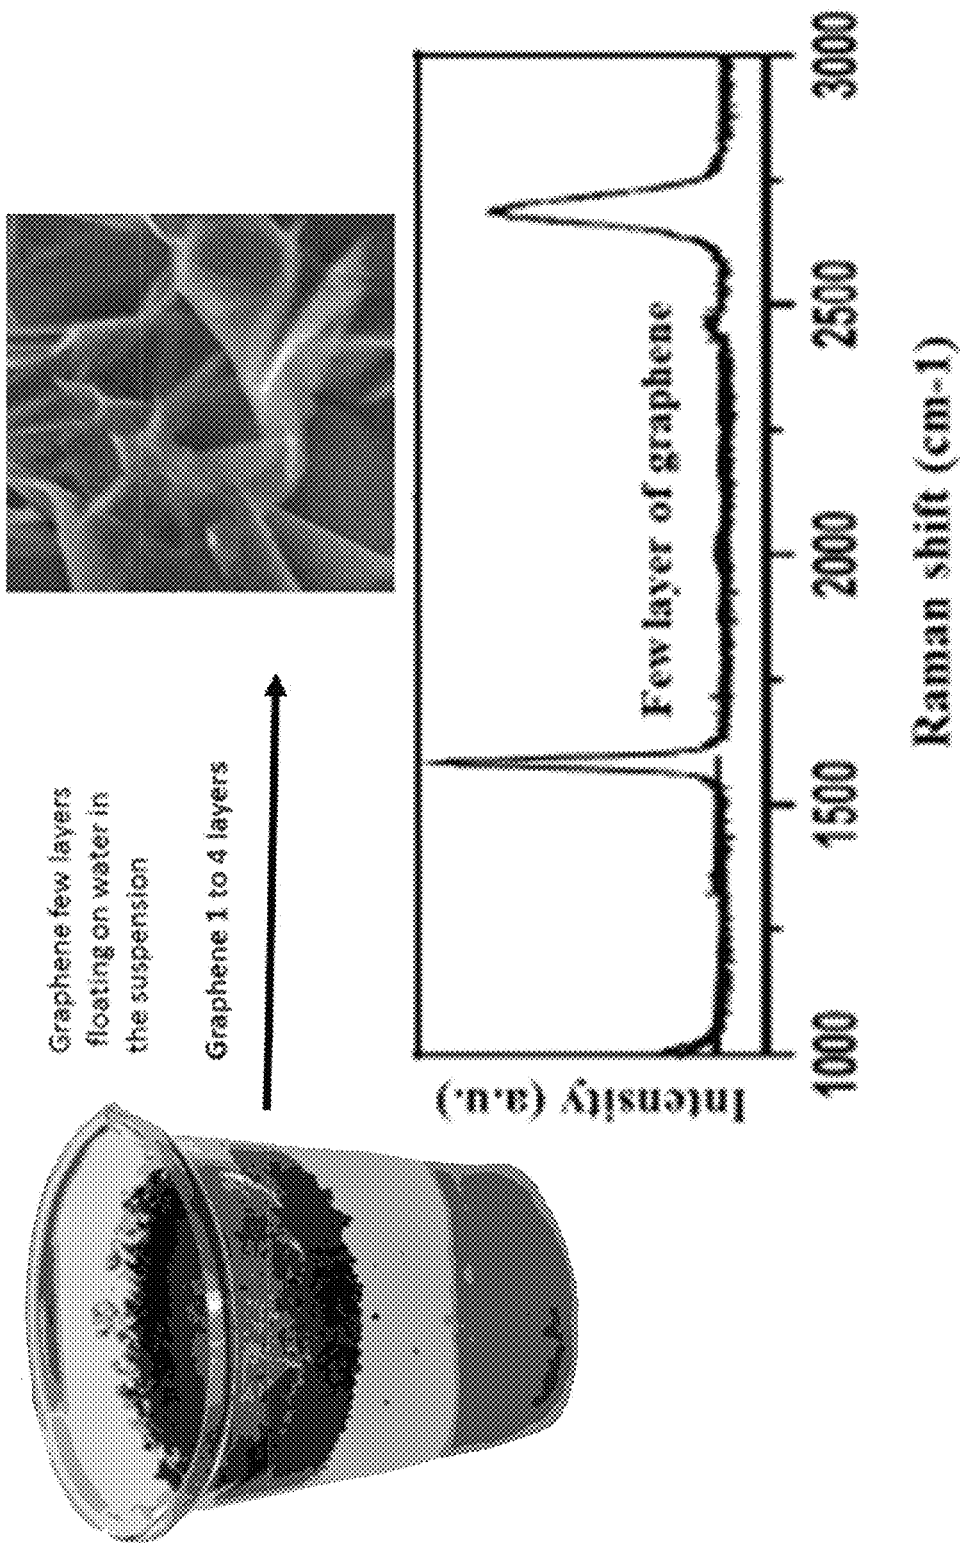 Graphene few layers
floating on water in
the suspension
Graphene 1 to 4 layers
Intensity (a.u.)
Few layer of graphene
1000
1500
2000
2500
3000
Raman shift (cm-1)